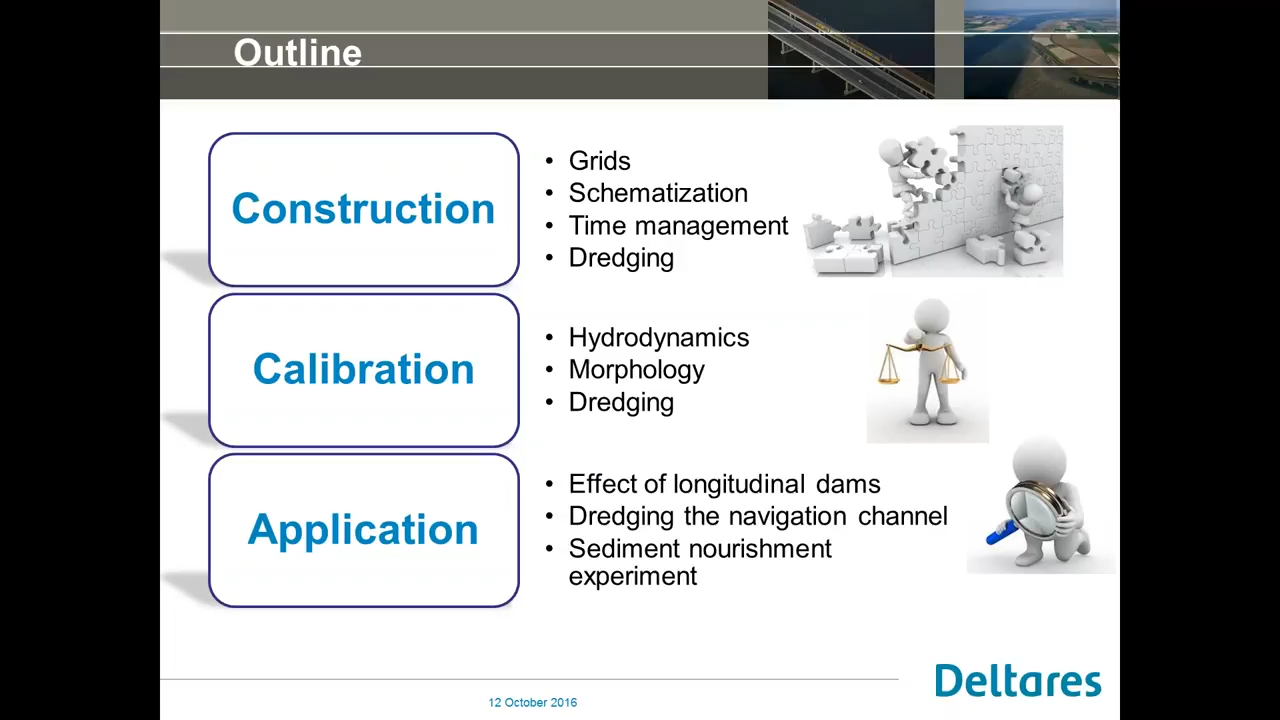 Outline
Construction
• Grids
• Schematization
• Time management
• Dredging
Calibration
• Hydrodynamics
• Morphology
• Dredging
Application
• Effect of longitudinal dams
• Dredging the navigation channel
• Sediment nourishment
experiment
12 October 2016
Deltares